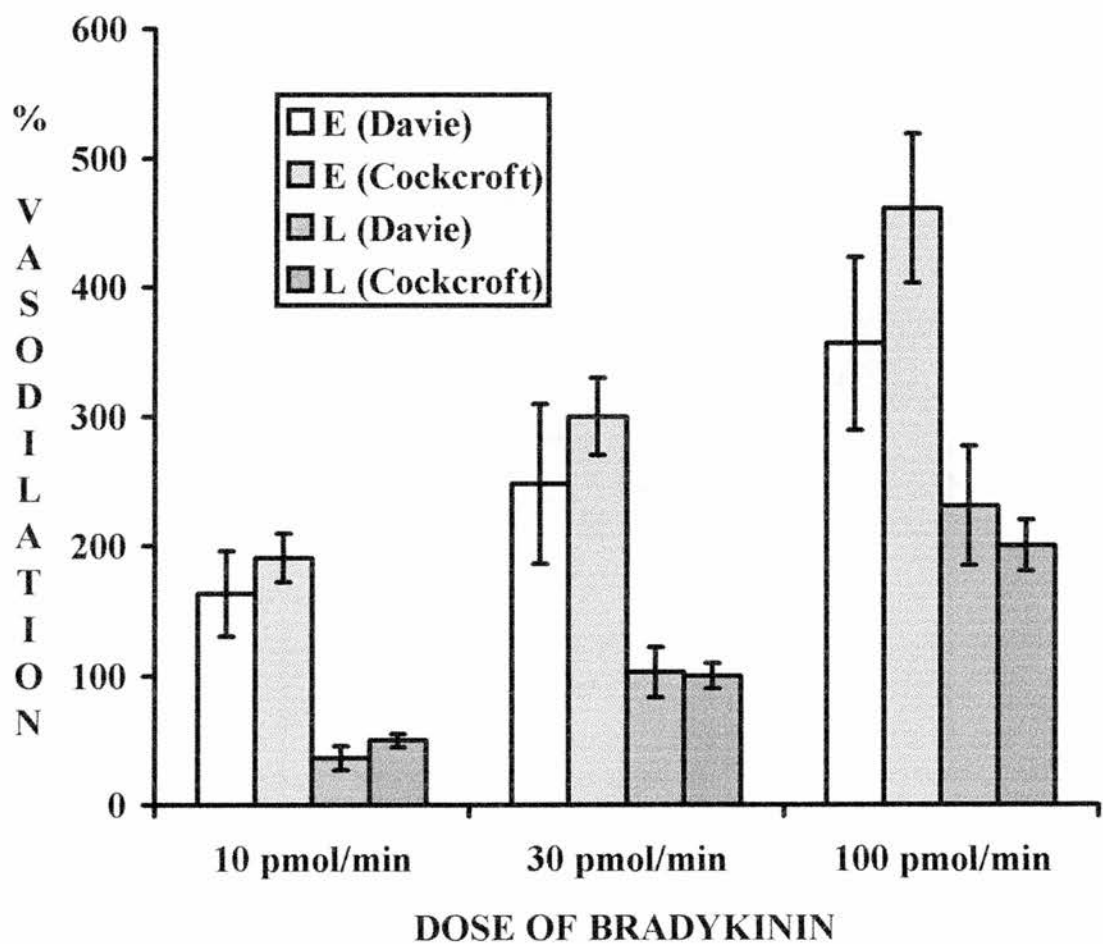 % VASODILATION
600
500
400
300
200
100
0
E (Davie)
E (Cockcroft)
L (Davie)
L (Cockcroft)
10 pmol/min
30 pmol/min
100 pmol/min
DOSE OF BRADYKININ